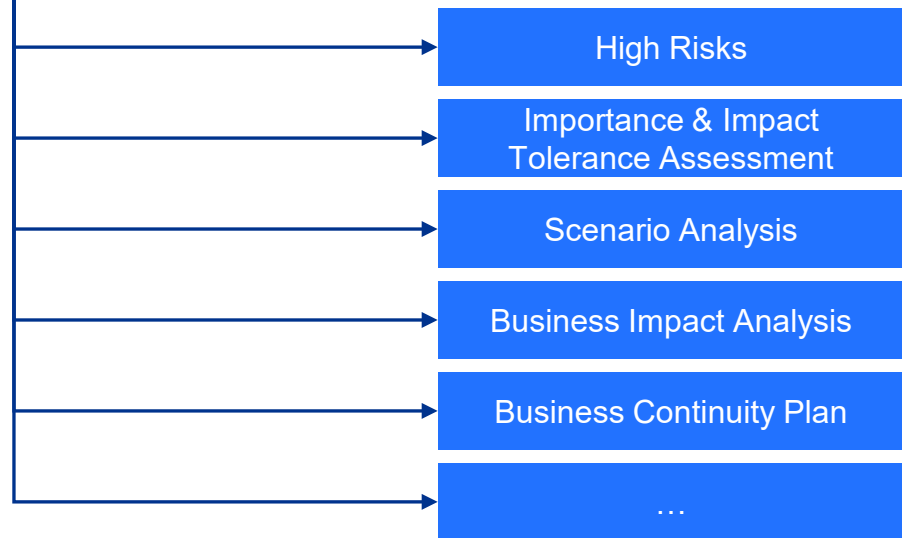 High Risks
Importance & Impact
Tolerance Assessment
Scenario Analysis
Business Impact Analysis
Business Continuity Plan
…